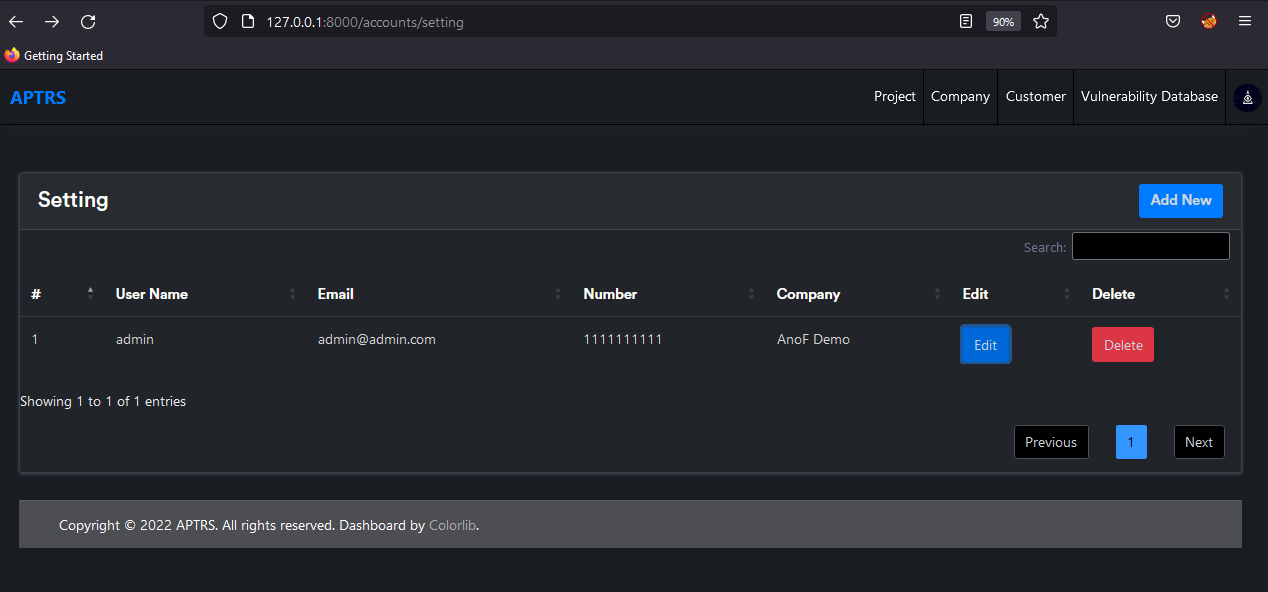 127.0.0.1:8000/accounts/setting 90%
Getting Started
APTRS Project Company Customer Vulnerability Database
Setting Add New
Search:
# User Name Email Number Company Edit Delete
1 admin admin@admin.com 1111111111 AnoF Demo Edit Delete
Showing 1 to 1 of 1 entries
Previous 1 Next
Copyright © 2022 APTRS. All rights reserved. Dashboard by Colorlib.